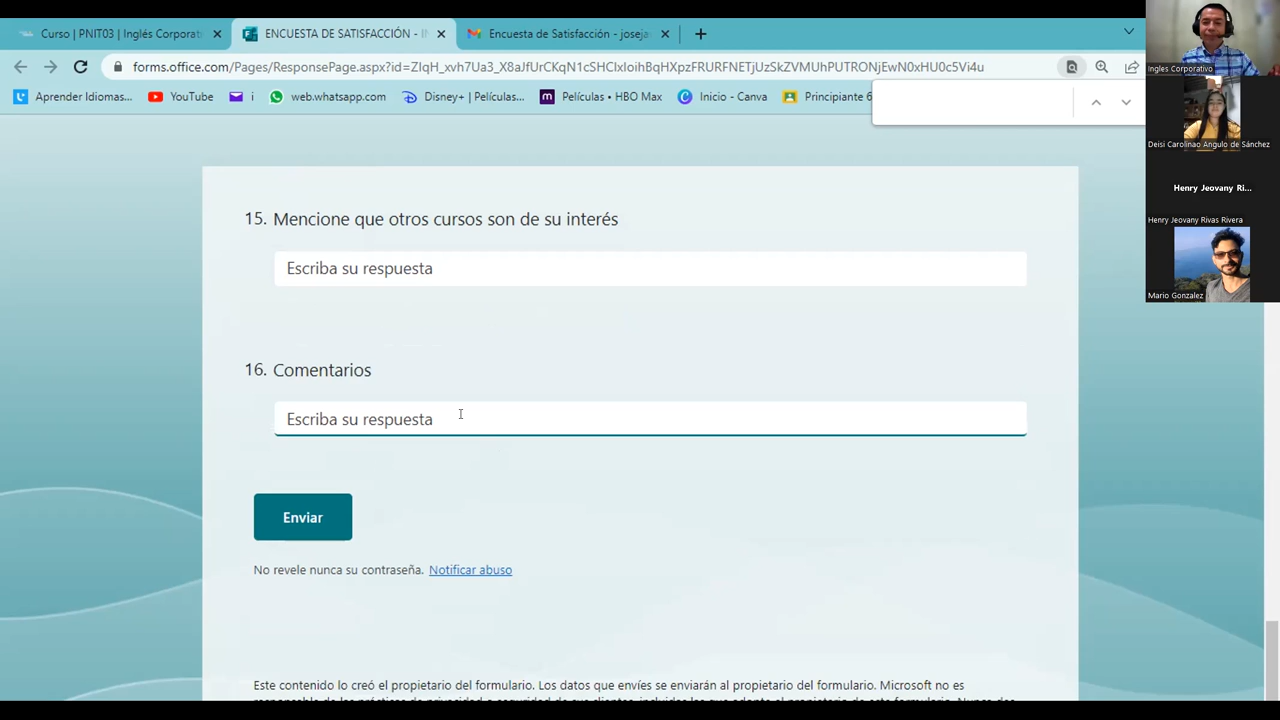 Curso | PNIT03 | Inglés Corporati
ENCUESTA DE SATISFACCIÓN - I
Encuesta de Satisfacción - joseja
forms.office.com/Pages/ResponsePage.aspx?id=
Aprender Idiomas...
YouTube
i
web.whatsapp.com
Disney+ | Películas...
Películas • HBO Max
Inicio - Canva
Principiante 6
15. Mencione que otros cursos son de su interés
Escriba su respuesta
16. Comentarios
Escriba su respuesta
Enviar
No revele nunca su contraseña. Notificar abuso
Este contenido lo creó el propietario del formulario. Los datos que envíes se enviarán al propietario del formulario. Microsoft no es
Ingles Corporativo
Deisi Carolinao Angulo de Sánchez
Henry Jeovany Ri...
Henry Jeovany Rivas Rivera
Mario Gonzalez